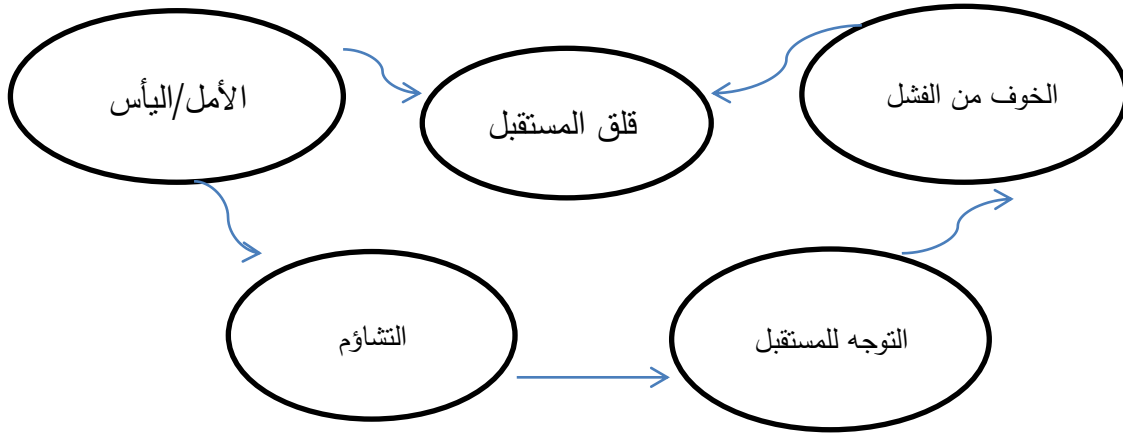 الخوف من الفشل
قلق المستقبل
الأمل/اليأس
التوجه للمستقبل
التشاؤم